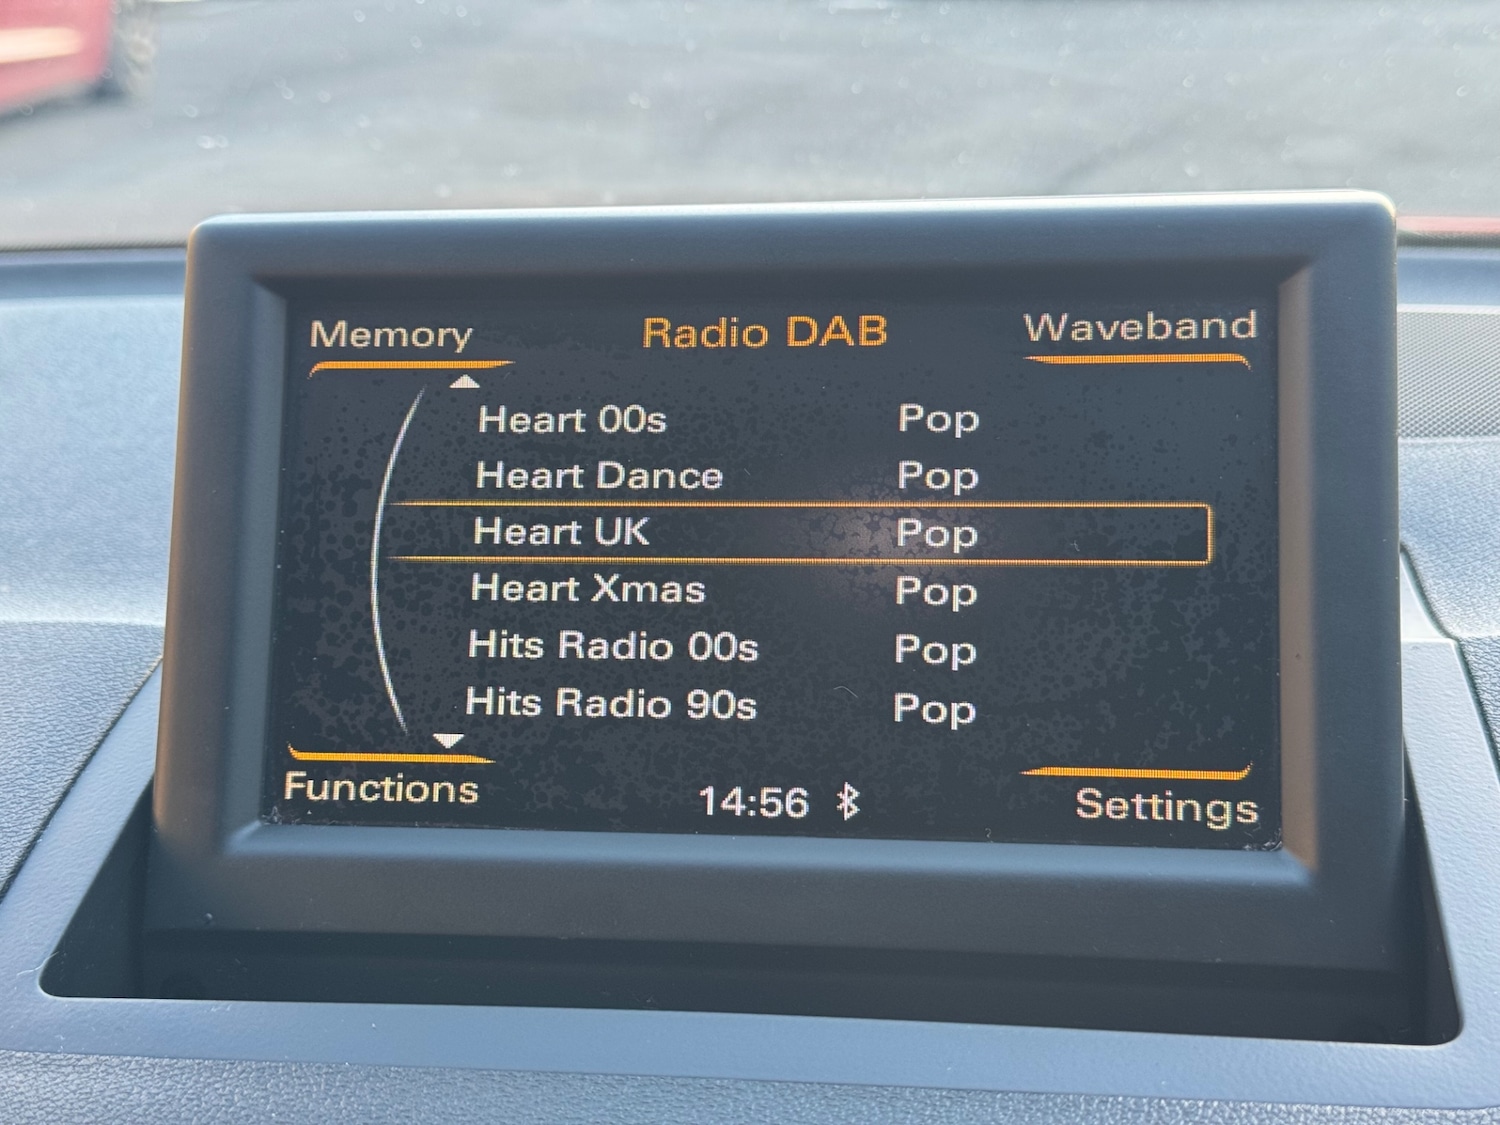 Memory Radio DAB Waveband
Heart 00s Pop
Heart Dance Pop
Heart UK Pop
Heart Xmas Pop
Hits Radio 00s Pop
Hits Radio 90s Pop
Functions 14:56 Settings